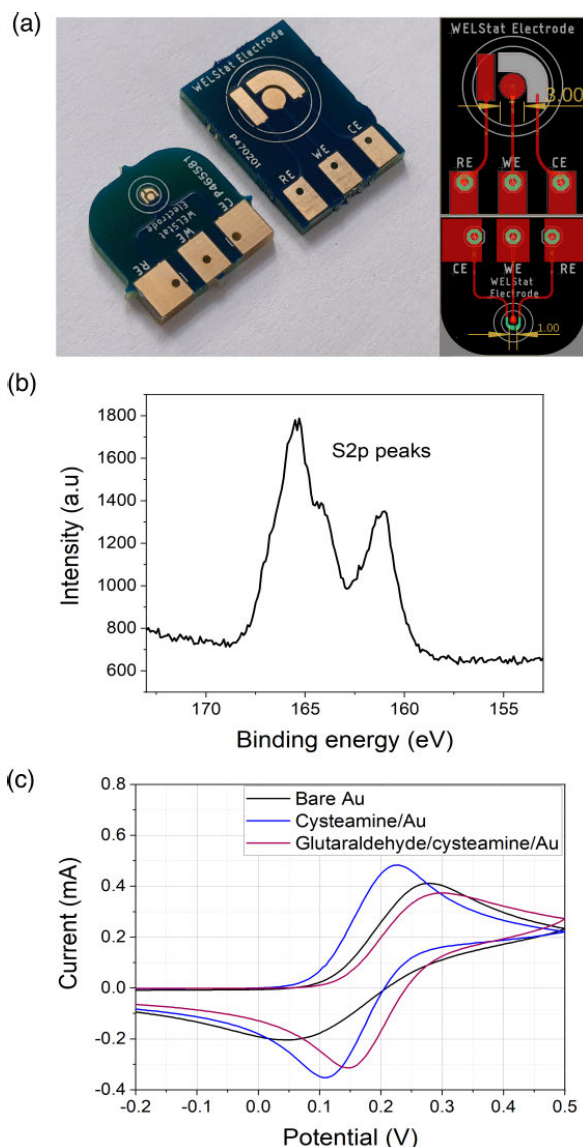 (a)
WELStat Electrode
P470201
RE
WE
CE
P465581
WELStat
Electrode
RE
WE
CE
WELStat Electrode
3.00
RE
WE
CE
CE
WE
RE
WELStat
Electrode
1.00
(b)
1800
1600
1400
1200
1000
800
600
S2p peaks
Intensity (a.u)
170
165
160
155
Binding energy (eV)
(c)
0.8
0.6
0.4
0.2
0.0
-0.2
-0.4
Bare Au
Cysteamine/Au
Glutaraldehyde/cysteamine/Au
Current (mA)
-0.2
-0.1
0.0
0.1
0.2
0.3
0.4
0.5
Potential (V)